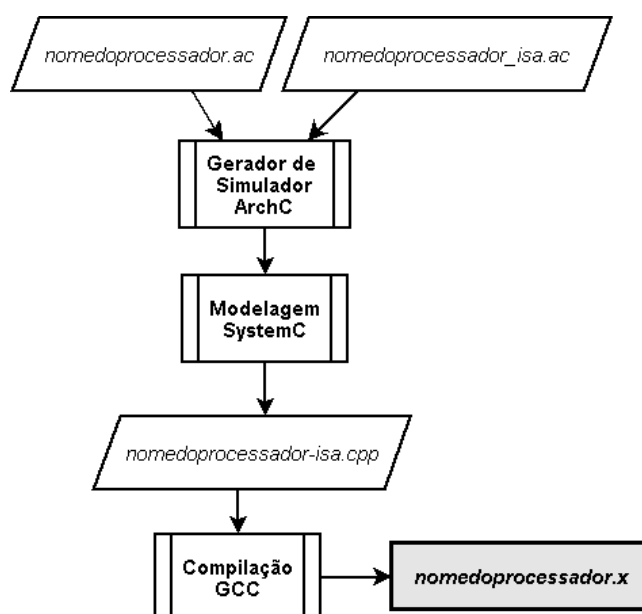 nomedoprocessador.ac
nomedoprocessador_isa.ac
Gerador de
Simulador
ArchC
Modelagem
SystemC
nomedoprocessador-isa.cpp
Compilação
GCC
nomedoprocessador.x